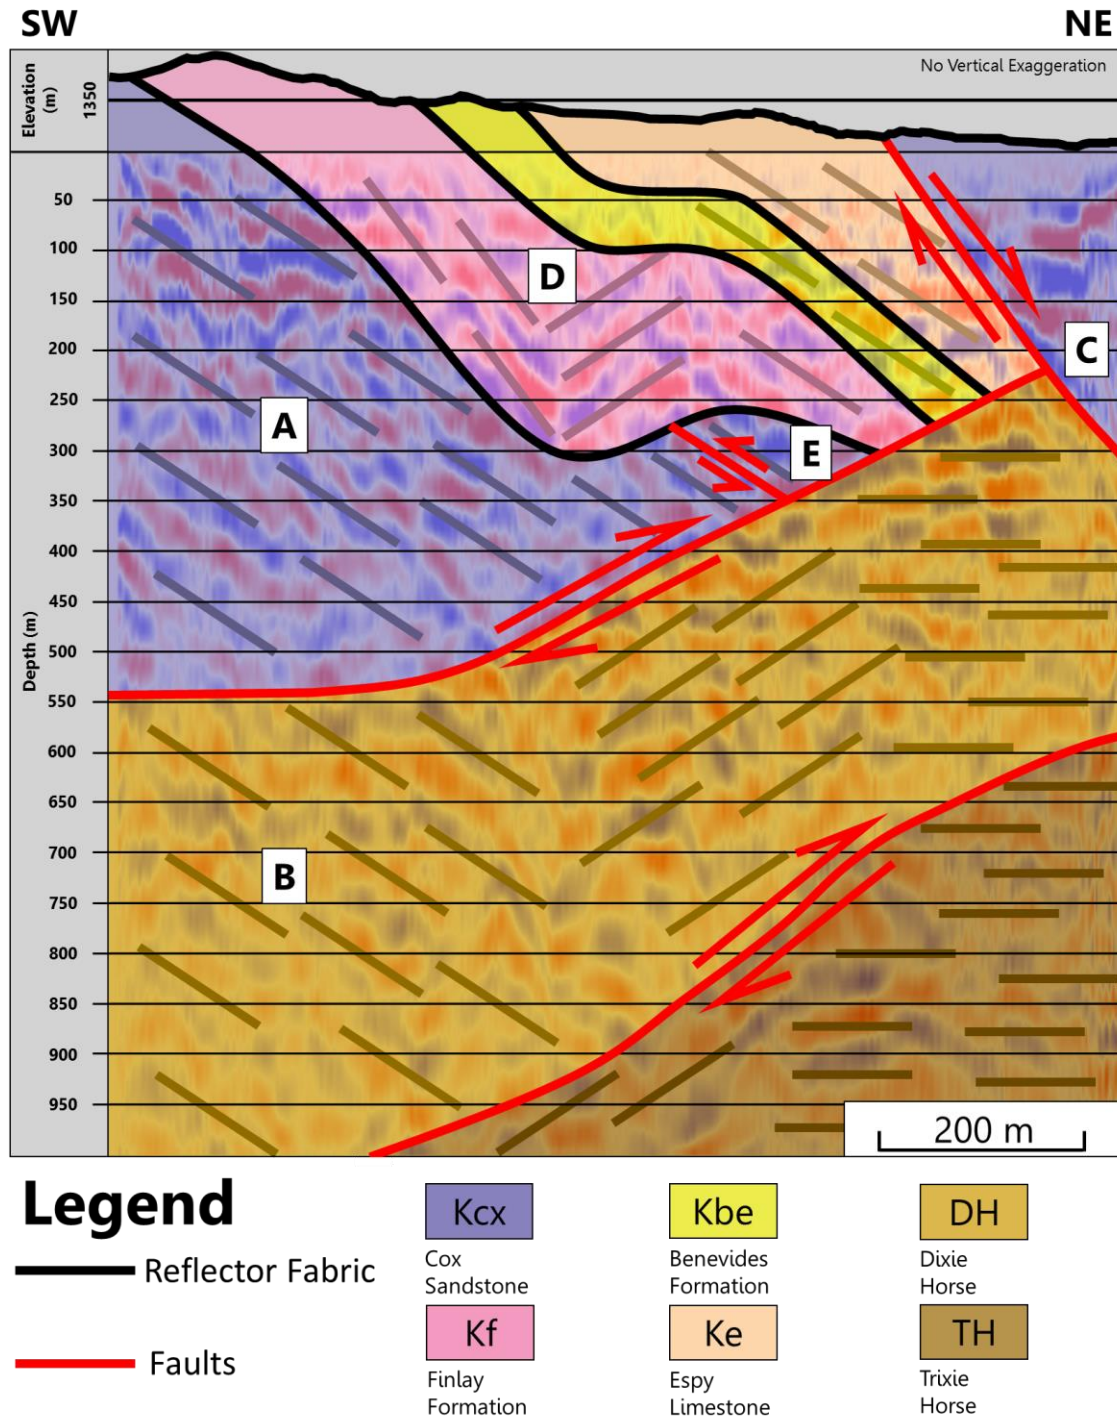 SW
NE
No Vertical Exaggeration
Elevation
(m)
1350
50
100
150
200
250
300
350
400
450
500
550
600
650
700
750
800
850
900
950
Depth (m)
A
B
C
D
E
200 m
Legend
Reflector Fabric
Faults
Kcx
Cox
Sandstone
Kbe
Benevides
Formation
DH
Dixie
Horse
Kf
Finlay
Formation
Ke
Espy
Limestone
TH
Trixie
Horse